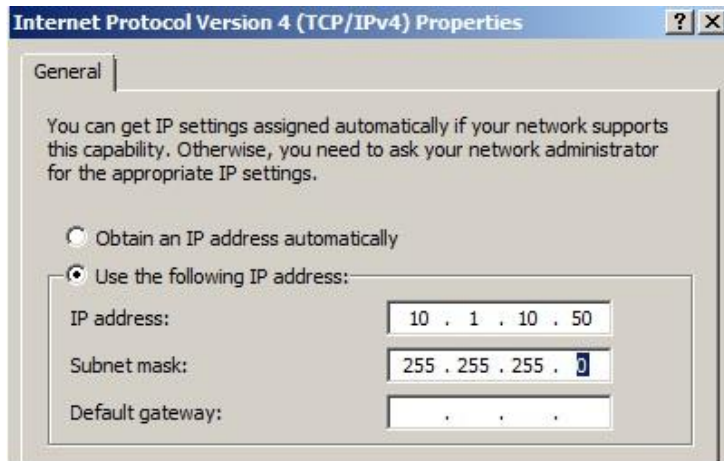 Internet Protocol Version 4 (TCP/IPv4) Properties ? X
General
You can get IP settings assigned automatically if your network supports
this capability. Otherwise, you need to ask your network administrator
for the appropriate IP settings.
Obtain an IP address automatically
Use the following IP address:
IP address: 10 . 1 . 10 . 50
Subnet mask: 255 . 255 . 255 . 0
Default gateway: . . .